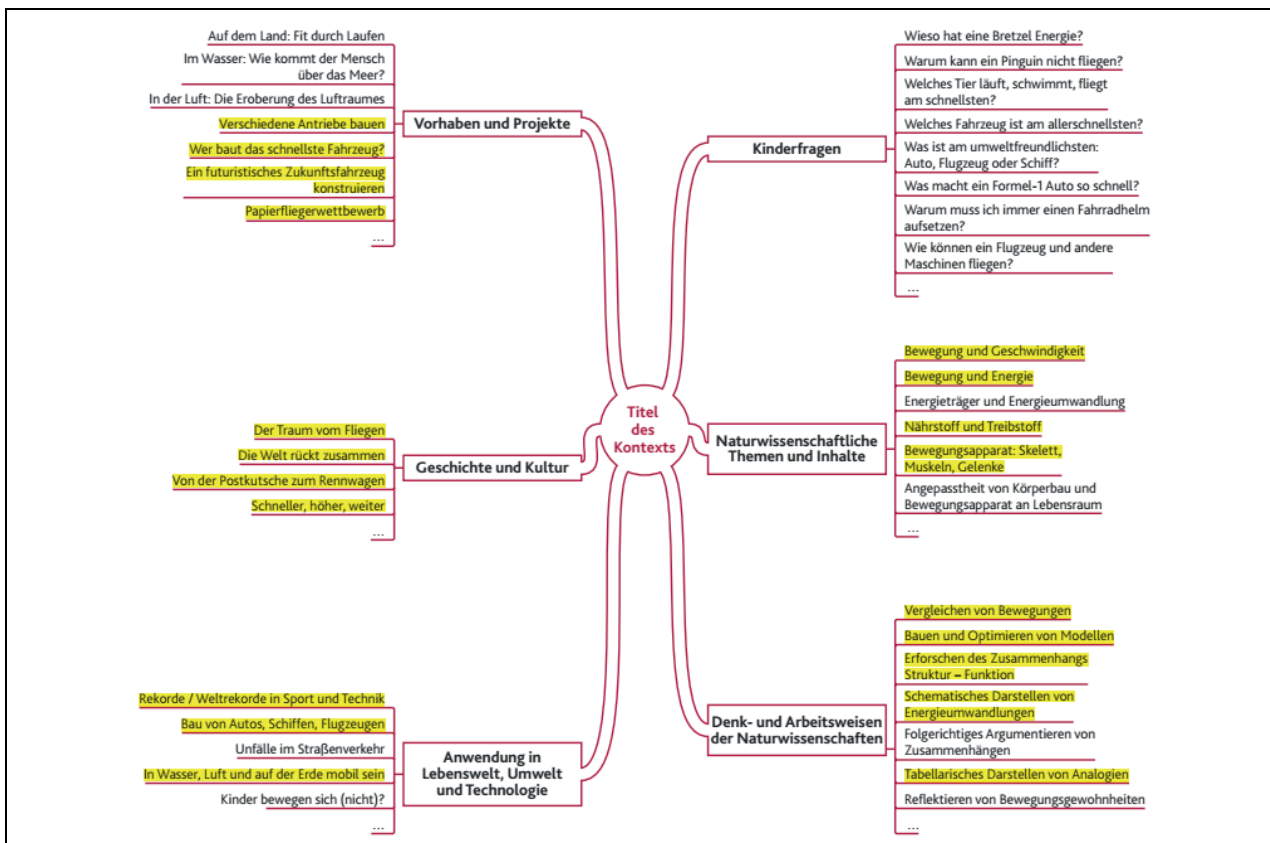 Auf dem Land: Fit durch Laufen
Im Wasser: Wie kommt der Mensch
über das Meer?
In der Luft: Die Eroberung des Luftraumes
Verschiedene Antriebe bauen
Wer baut das schnellste Fahrzeug?
Ein futuristisches Zukunftsfahrzeug
konstruieren
Papierfliegerwettbewerb
...
Vorhaben und Projekte
Kinderfragen
Wieso hat eine Bretzel Energie?
Warum kann ein Pinguin nicht fliegen?
Welches Tier läuft, schwimmt, fliegt
am schnellsten?
Welches Fahrzeug ist am allerschnellsten?
Was ist am umweltfreundlichsten:
Auto, Flugzeug oder Schiff?
Was macht ein Formel-1 Auto so schnell?
Warum muss ich immer einen Fahrradhelm
aufsetzen?
Wie können ein Flugzeug und andere
Maschinen fliegen?
...
Titel
des
Kontexts
Der Traum vom Fliegen
Die Welt rückt zusammen
Von der Postkutsche zum Rennwagen
Schneller, höher, weiter
...
Geschichte und Kultur
Naturwissenschaftliche
Themen und Inhalte
Bewegung und Geschwindigkeit
Bewegung und Energie
Energieträger und Energieumwandlung
Nährstoff und Treibstoff
Bewegungsapparat: Skelett,
Muskeln, Gelenke
Angepasstheit von Körperbau und
Bewegungsapparat an Lebensraum
...
Rekorde / Weltrekorde in Sport und Technik
Bau von Autos, Schiffen, Flugzeugen
Unfälle im Straßenverkehr
In Wasser, Luft und auf der Erde mobil sein
Kinder bewegen sich (nicht)?
...
Anwendung in
Lebenswelt, Umwelt
und Technologie
Denk- und Arbeitsweisen
der Naturwissenschaften
Vergleichen von Bewegungen
Bauen und Optimieren von Modellen
Erforschen des Zusammenhangs
Struktur – Funktion
Schematisches Darstellen von
Energieumwandlungen
Folgerichtiges Argumentieren von
Zusammenhängen
Tabellarisches Darstellen von Analogien
Reflektieren von Bewegungsgewohnheiten
...